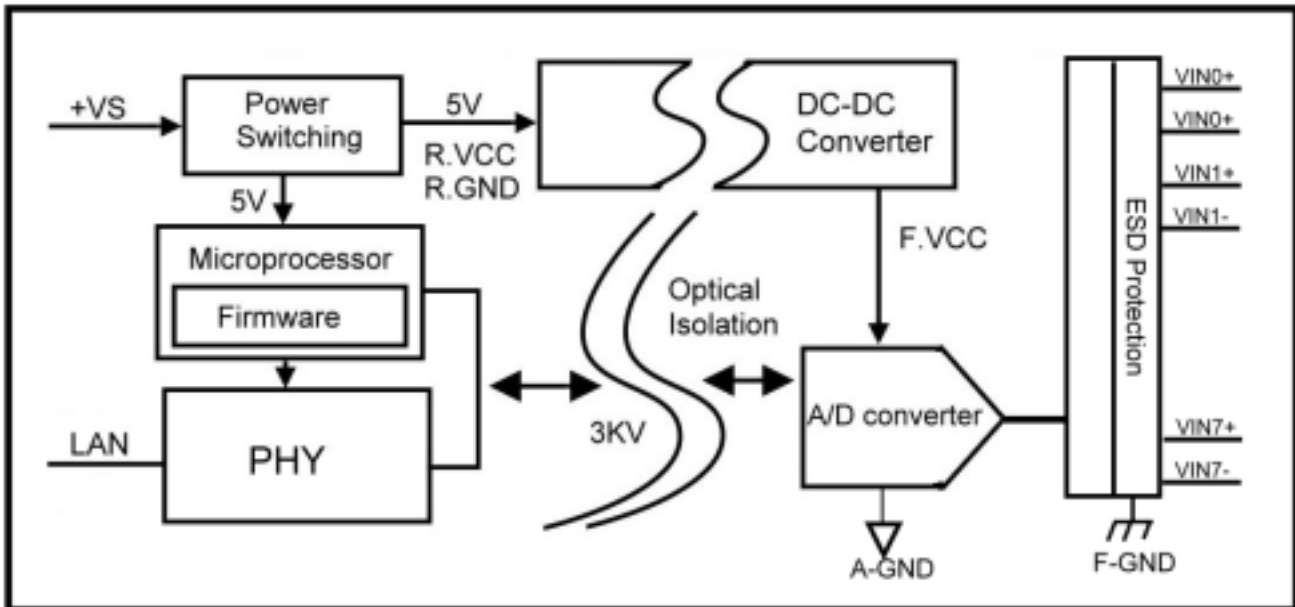 +VS
Power
Switching
5V
R.VCC
R.GND
5V
DC-DC
Converter
F.VCC
Microprocessor
Firmware
PHY
LAN
3KV
Optical
Isolation
A/D converter
A-GND
ESD Protection
VIN0+
VIN0+
VIN1+
VIN1-
VIN7+
VIN7-
F-GND